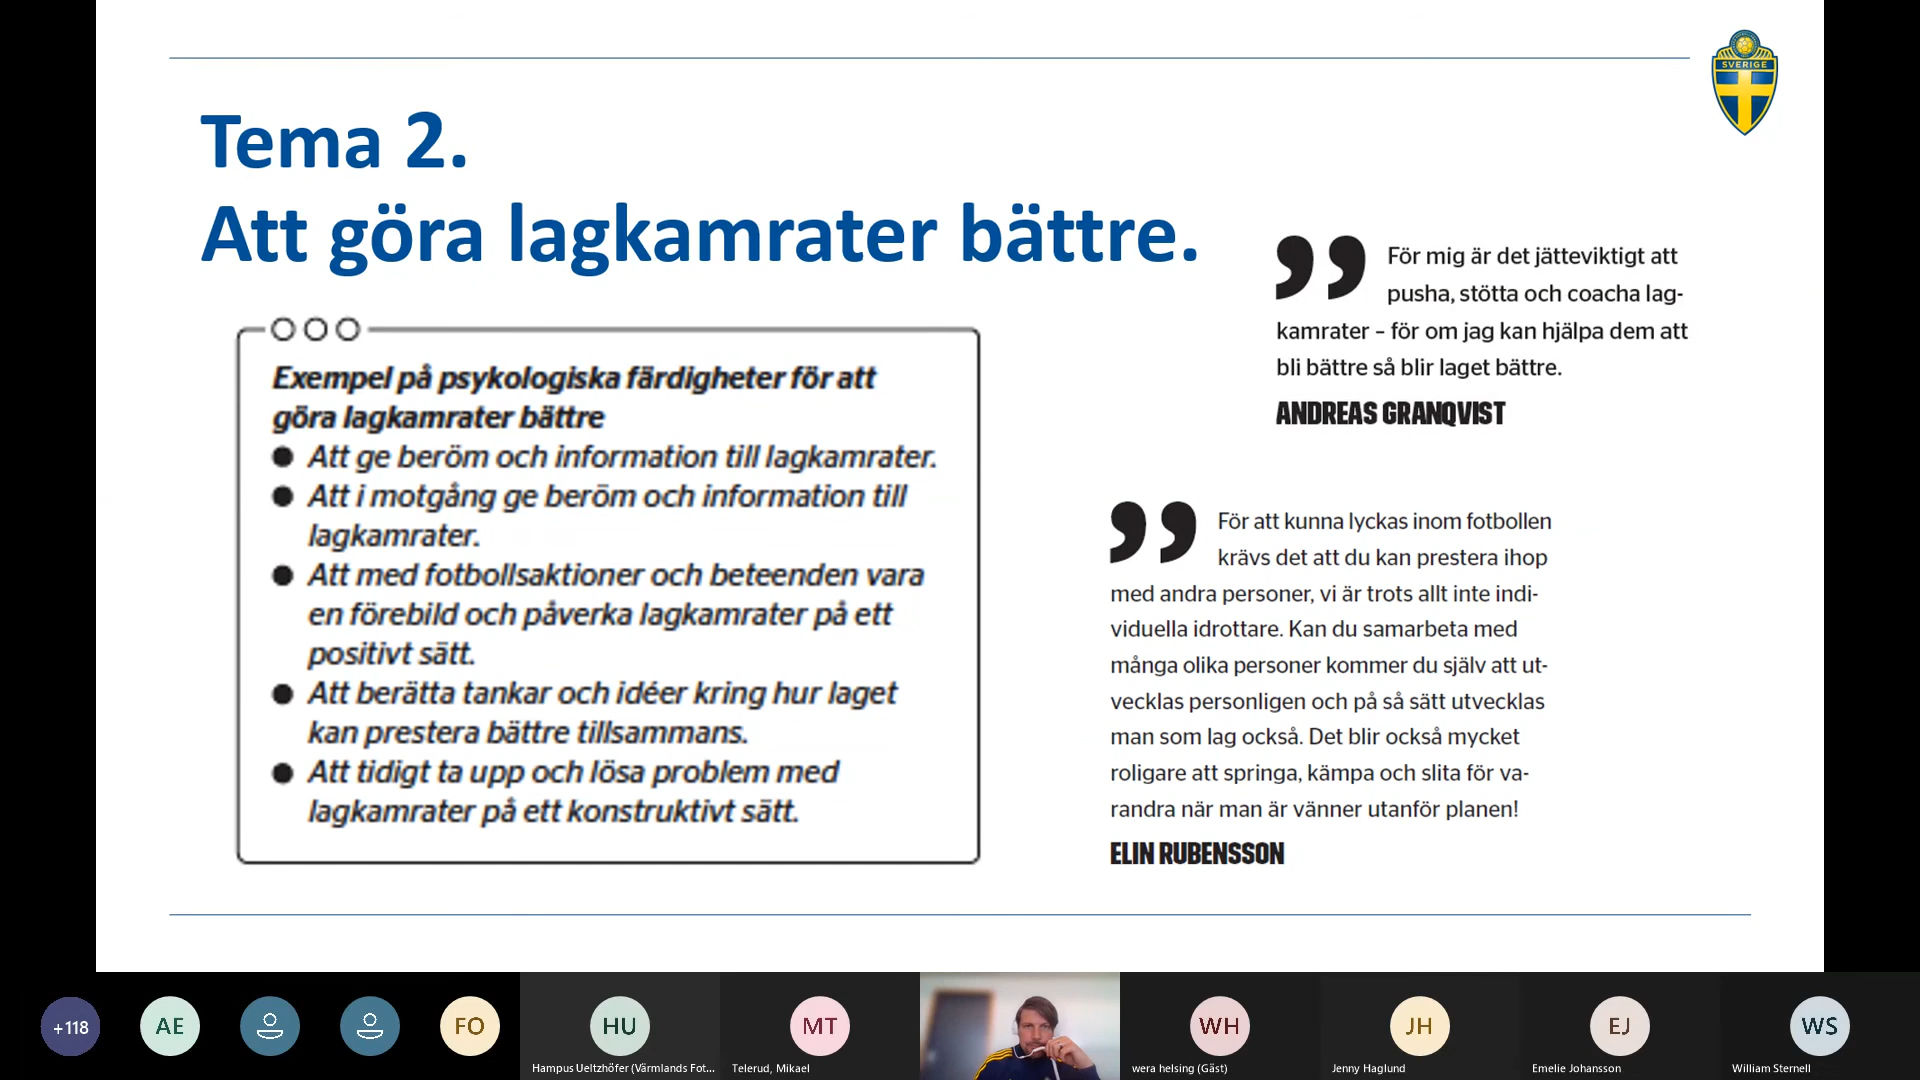 SVERIGE
Tema 2.
Att göra lagkamrater bättre.
Exempel på psykologiska färdigheter för att
göra lagkamrater bättre
● Att ge beröm och information till lagkamrater.
● Att i motgång ge beröm och information till
lagkamrater.
● Att med fotbollsaktioner och beteenden vara
en förebild och påverka lagkamrater på ett
positivt sätt.
● Att berätta tankar och idéer kring hur laget
kan prestera bättre tillsammans.
● Att tidigt ta upp och lösa problem med
lagkamrater på ett konstruktivt sätt.
” För mig är det jätteviktigt att
pusha, stötta och coacha lag-
kamrater – för om jag kan hjälpa dem att
bli bättre så blir laget bättre.
ANDREAS GRANQVIST
” För att kunna lyckas inom fotbollen
krävs det att du kan prestera ihop
med andra personer, vi är trots allt inte indi-
viduella idrottare. Kan du samarbeta med
många olika personer kommer du själv att ut-
vecklas personligen och på så sätt utvecklas
man som lag också. Det blir också mycket
roligare att springa, kämpa och slita för va-
randra när man är vänner utanför planen!
ELIN RUBENSSON
+118
AE
FO
HU
Hampus Ueltzhöfer (Värmlands Fot...
MT
Telerud, Mikael
WH
wera helsing (Gäst)
JH
Jenny Haglund
EJ
Emelie Johansson
WS
William Sternell